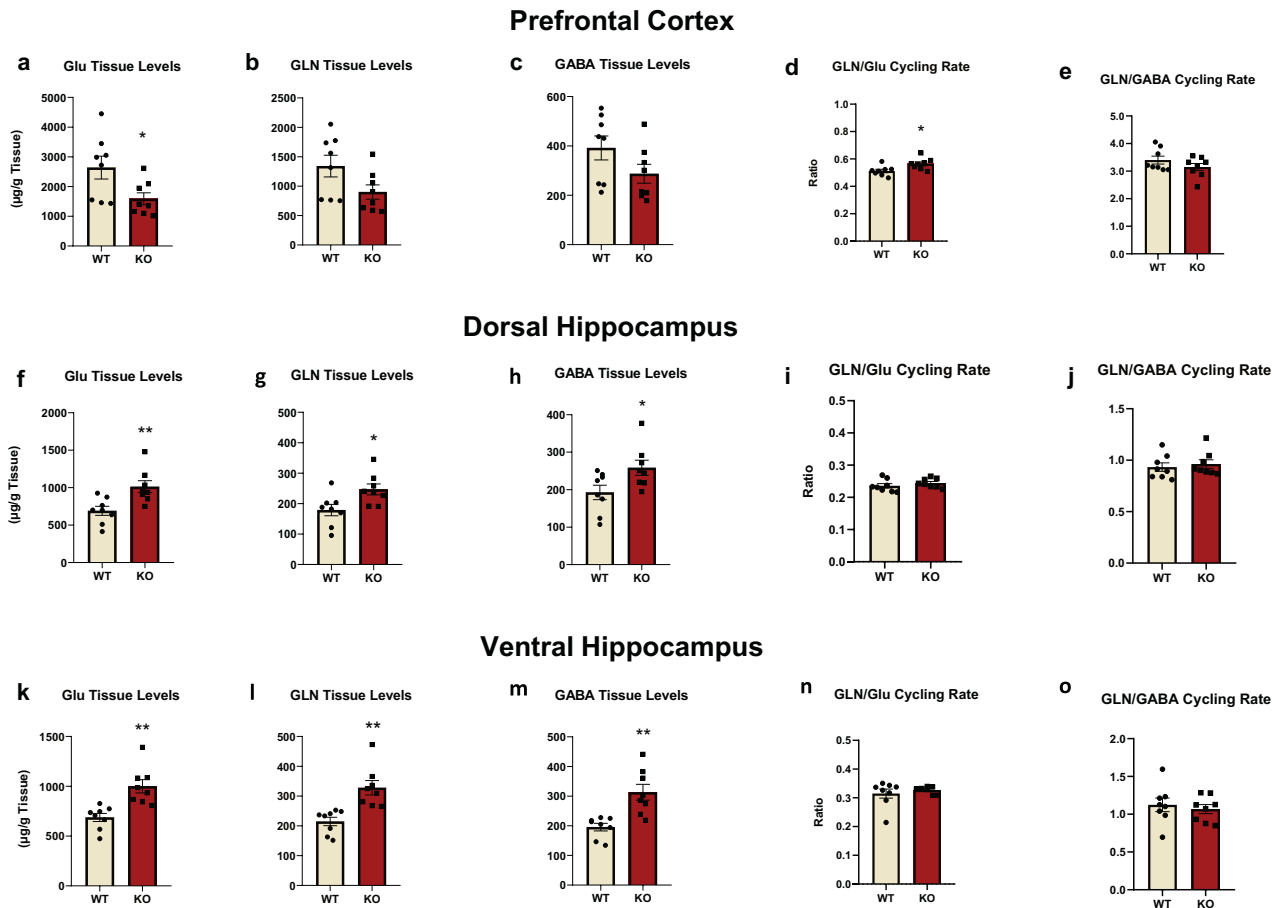 Prefrontal Cortex
a Glu Tissue Levels
(µg/g Tissue)
5000
4000
3000
2000
1000
0
*
WT KO
b GLN Tissue Levels
2500
2000
1500
1000
500
0
WT KO
c GABA Tissue Levels
600
400
200
0
WT KO
d GLN/Glu Cycling Rate
Ratio
1.0
0.8
0.6
0.4
0.2
0.0
*
WT KO
e GLN/GABA Cycling Rate
5.0
4.0
3.0
2.0
1.0
0.0
WT KO
Dorsal Hippocampus
f Glu Tissue Levels
(µg/g Tissue)
2000
1500
1000
500
0
**
WT KO
g GLN Tissue Levels
500
400
300
200
100
0
*
WT KO
h GABA Tissue Levels
400
300
200
100
0
*
WT KO
i GLN/Glu Cycling Rate
Ratio
0.5
0.4
0.3
0.2
0.1
0.0
WT KO
j GLN/GABA Cycling Rate
1.5
1.0
0.5
0.0
WT KO
Ventral Hippocampus
k Glu Tissue Levels
(µg/g Tissue)
1500
1000
500
0
**
WT KO
l GLN Tissue Levels
500
400
300
200
100
0
**
WT KO
m GABA Tissue Levels
500
400
300
200
100
0
**
WT KO
n GLN/Glu Cycling Rate
Ratio
0.5
0.4
0.3
0.2
0.1
0.0
WT KO
o GLN/GABA Cycling Rate
2.0
1.5
1.0
0.5
0.0
WT KO